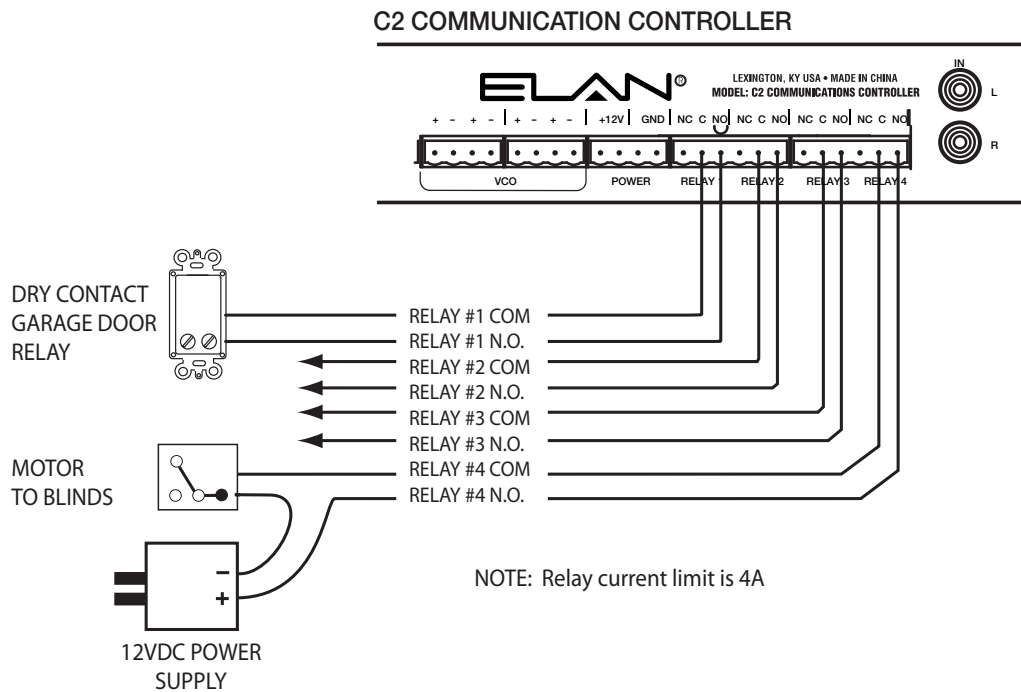 C2 COMMUNICATION CONTROLLER
ELAN®
LEXINGTON, KY USA • MADE IN CHINA
MODEL: C2 COMMUNICATIONS CONTROLLER
IN
L
R
+ - + - + - + - +12V GND NC C NO NC C NO NC C NO NC C NO
VCO POWER RELAY 1 RELAY 2 RELAY 3 RELAY 4
DRY CONTACT
GARAGE DOOR
RELAY
RELAY #1 COM
RELAY #1 N.O.
RELAY #2 COM
RELAY #2 N.O.
RELAY #3 COM
RELAY #3 N.O.
RELAY #4 COM
RELAY #4 N.O.
MOTOR
TO BLINDS
-
+
12VDC POWER
SUPPLY
NOTE: Relay current limit is 4A